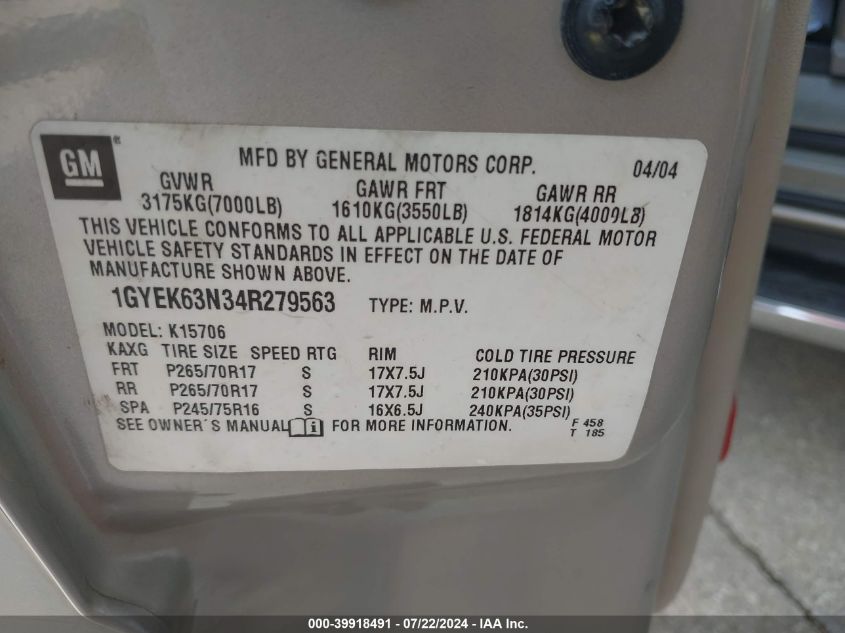 GM®
MFD BY GENERAL MOTORS CORP. 04/04
GVWR GAWR FRT GAWR RR
3175KG(7000LB) 1610KG(3550LB) 1814KG(4000LB)
THIS VEHICLE CONFORMS TO ALL APPLICABLE U.S. FEDERAL MOTOR
VEHICLE SAFETY STANDARDS IN EFFECT ON THE DATE OF
MANUFACTURE SHOWN ABOVE.
1GYEK63N34R279563 TYPE: M.P.V.
MODEL: K15706
KAXG TIRE SIZE SPEED RTG RIM COLD TIRE PRESSURE
FRT P265/70R17 S 17X7.5J 210KPA(30PSI)
RR P265/70R17 S 17X7.5J 210KPA(30PSI)
SPA P245/75R16 S 16X6.5J 240KPA(35PSI)
SEE OWNER'S MANUAL i FOR MORE INFORMATION. F 458
T 185
000-39918491 - 07/22/2024 - IAA Inc.